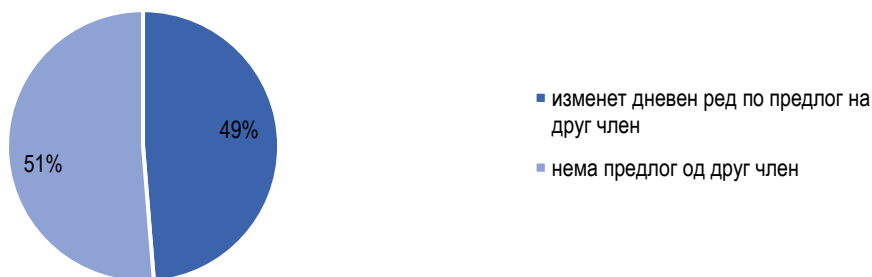 49%
51%
изменет дневен ред по предлог на
друг член
нема предлог од друг член